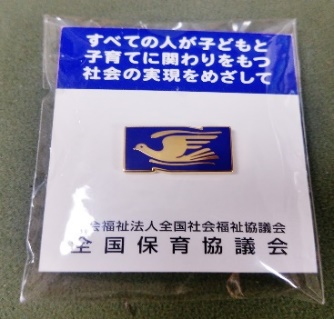 すべての人が子どもと
子育てに関わりをもつ
社会の実現をめざして
会福祉法人全国社会福祉協議会
全国保育協議会